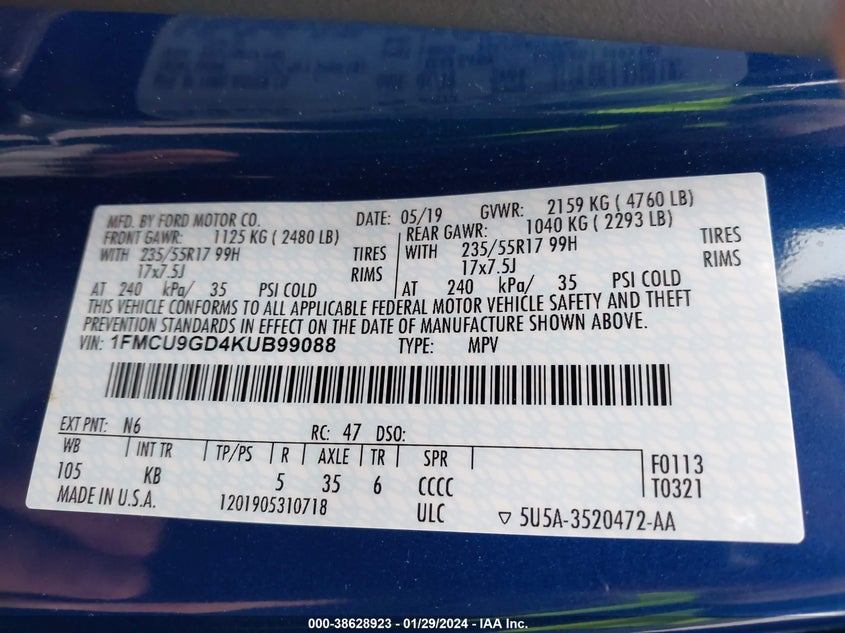 MFD. BY FORD MOTOR CO. DATE: 05/19 GVWR: 2159 KG ( 4760 LB)
FRONT GAWR: 1125 KG ( 2480 LB) REAR GAWR: 1040 KG ( 2293 LB)
WITH 235/55R17 99H TIRES WITH 235/55R17 99H TIRES
17x7.5J RIMS 17x7.5J RIMS
AT 240 kPa/ 35 PSI COLD AT 240 kPa/ 35 PSI COLD
THIS VEHICLE CONFORMS TO ALL APPLICABLE FEDERAL MOTOR VEHICLE SAFETY AND THEFT
PREVENTION STANDARDS IN EFFECT ON THE DATE OF MANUFACTURE SHOWN ABOVE.
VIN: 1FMCU9GD4KUB99088 TYPE: MPV
EXT PNT: N6 RC: 47 DSO:
WB INT TR TP/PS R AXLE TR SPR F0113
105 KB 5 35 6 CCCC T0321
MADE IN U.S.A. 1201905310718 ULC ▽ 5U5A-3520472-AA
000-38628923 - 01/29/2024 - IAA Inc.